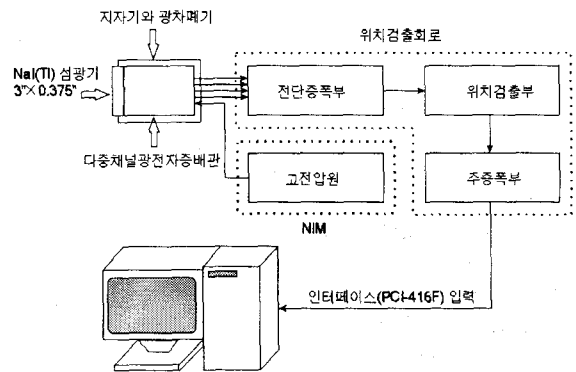 지자기와 광차폐기
위치검출회로
NaI(Tl) 섬광기
3"×0.375"
전단증폭부
위치검출부
다중채널광전자증배관
고전압원
주증폭부
NIM
인터페이스(PCI-416F) 입력